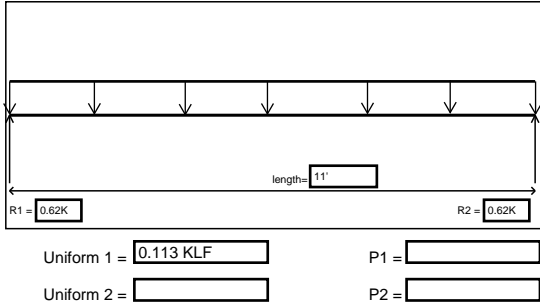 length= 11'
R1 = 0.62K R2 = 0.62K
Uniform 1 = 0.113 KLF P1 =
Uniform 2 = P2 =